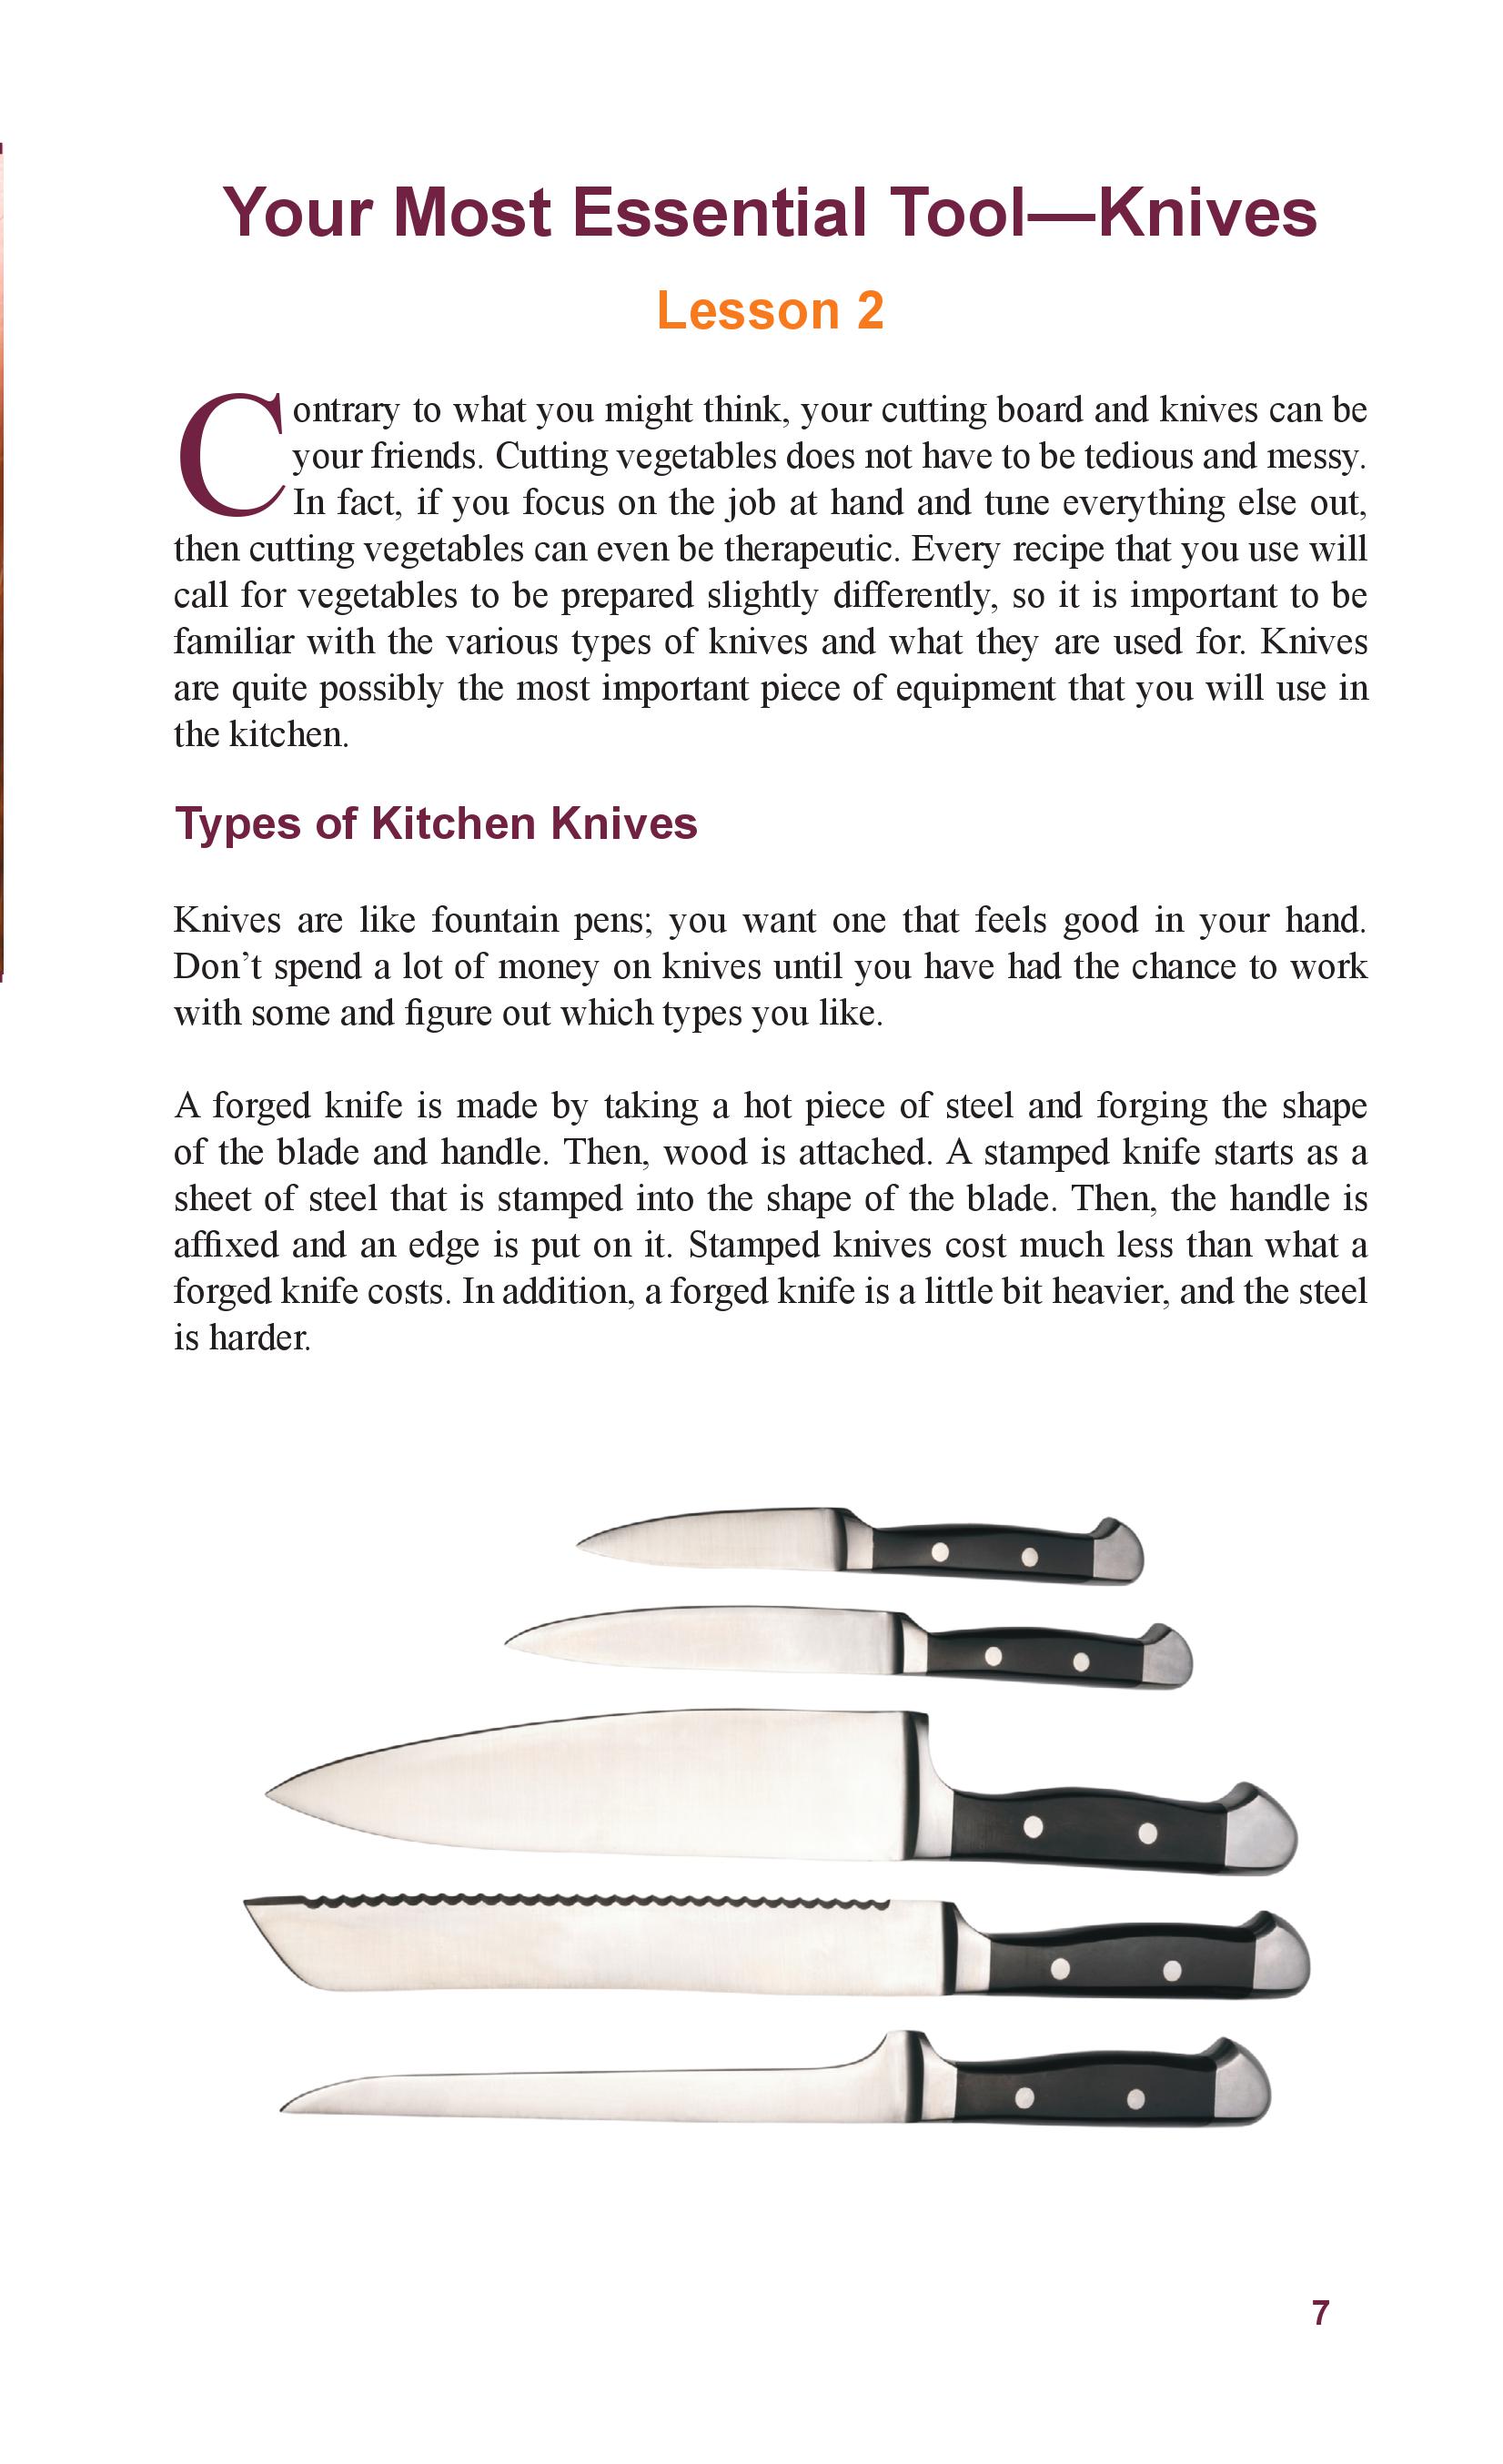 Your Most Essential Tool—Knives
Lesson 2
Contrary to what you might think, your cutting board and knives can be
your friends. Cutting vegetables does not have to be tedious and messy.
In fact, if you focus on the job at hand and tune everything else out,
then cutting vegetables can even be therapeutic. Every recipe that you use will
call for vegetables to be prepared slightly differently, so it is important to be
familiar with the various types of knives and what they are used for. Knives
are quite possibly the most important piece of equipment that you will use in
the kitchen.
Types of Kitchen Knives
Knives are like fountain pens; you want one that feels good in your hand.
Don’t spend a lot of money on knives until you have had the chance to work
with some and figure out which types you like.
A forged knife is made by taking a hot piece of steel and forging the shape
of the blade and handle. Then, wood is attached. A stamped knife starts as a
sheet of steel that is stamped into the shape of the blade. Then, the handle is
affixed and an edge is put on it. Stamped knives cost much less than what a
forged knife costs. In addition, a forged knife is a little bit heavier, and the steel
is harder.
7